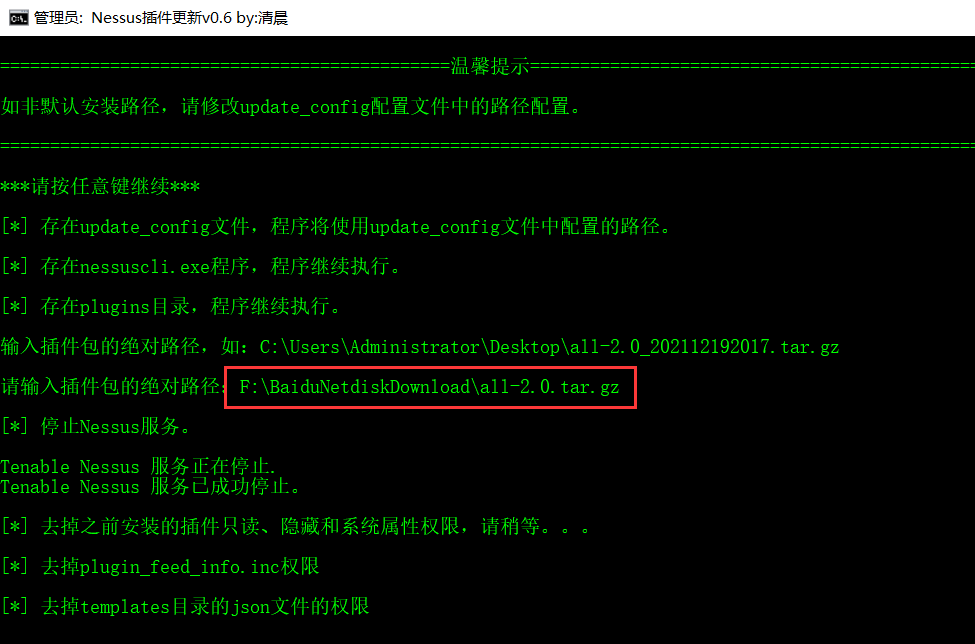 管理员: Nessus插件更新v0.6 by:清晨
=============================================温馨提示=============================================
如非默认安装路径，请修改update_config配置文件中的路径配置。
==================================================================================================
***请按任意键继续***
[*] 存在update_config文件，程序将使用update_config文件中配置的路径。
[*] 存在nessuscli.exe程序，程序继续执行。
[*] 存在plugins目录，程序继续执行。
输入插件包的绝对路径，如：C:\Users\Administrator\Desktop\all-2.0_202112192017.tar.gz
请输入插件包的绝对路径：F:\BaiduNetdiskDownload\all-2.0.tar.gz
[*] 停止Nessus服务。
Tenable Nessus 服务正在停止.
Tenable Nessus 服务已成功停止。
[*] 去掉之前安装的插件只读、隐藏和系统属性权限，请稍等。。。
[*] 去掉plugin_feed_info.inc权限
[*] 去掉templates目录的json文件的权限